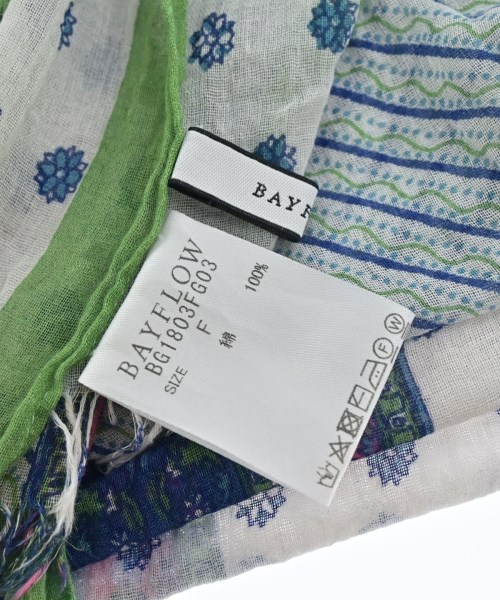 BAYF
BAYFLOW
BG1803FG03
SIZE F
綿 100%
F W